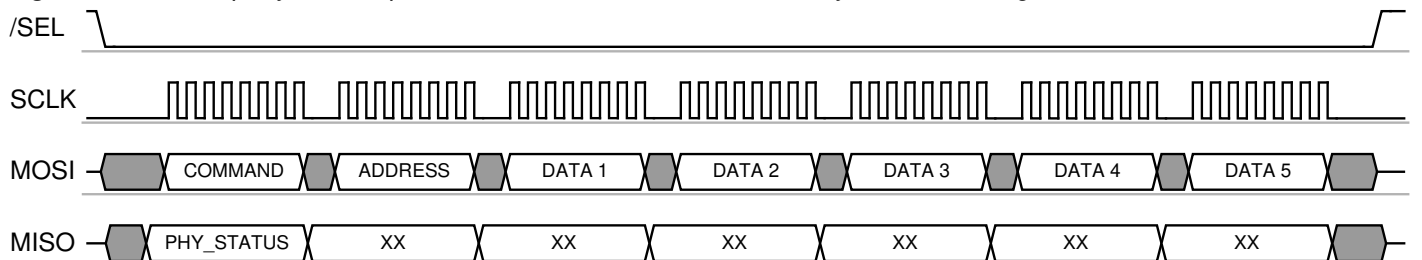 /SEL
SCLK
MOSI COMMAND ADDRESS DATA 1 DATA 2 DATA 3 DATA 4 DATA 5
MISO PHY_STATUS XX XX XX XX XX XX